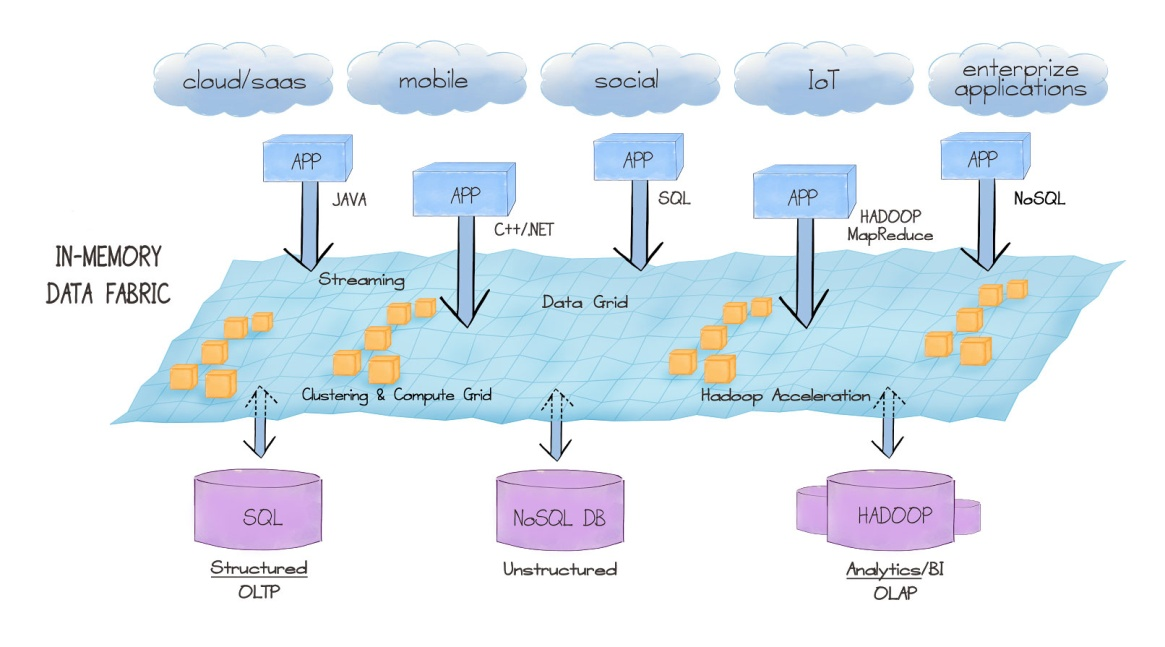 cloud/saas
mobile
social
IoT
enterprize
applications
APP
JAVA
APP
C++/.NET
APP
SQL
APP
HADOOP
MapReduce
APP
NoSQL
IN-MEMORY
DATA FABRIC
Streaming
Data Grid
Clustering & Compute Grid
Hadoop Acceleration
SQL
NoSQL DB
HADOOP
Structured
OLTP
Unstructured
Analytics/BI
OLAP